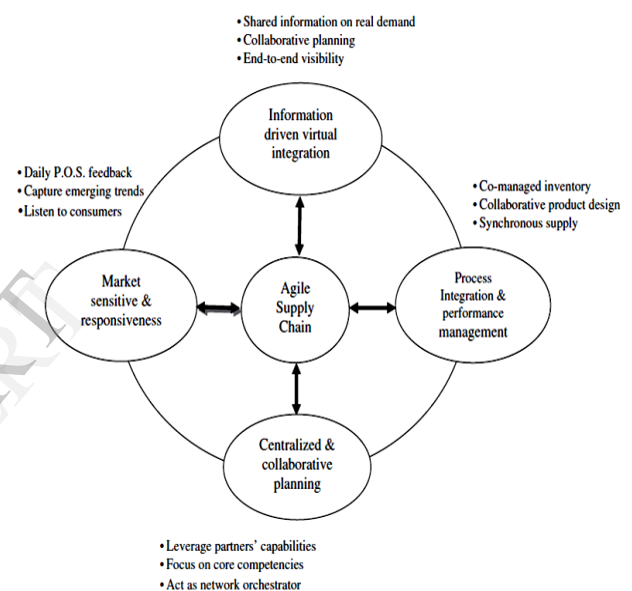 • Shared information on real demand
• Collaborative planning
• End-to-end visibility
Information
driven virtual
integration
• Daily P.O.S. feedback
• Capture emerging trends
•Listen to consumers
• Co-managed inventory
• Collaborative product design
• Synchronous supply
Market
sensitive &
responsiveness
Agile
Supply
Chain
Process
Integration &
performance
management
Centralized &
collaborative
planning
• Leverage partners' capabilities
• Focus on core competencies
• Act as network orchestrator